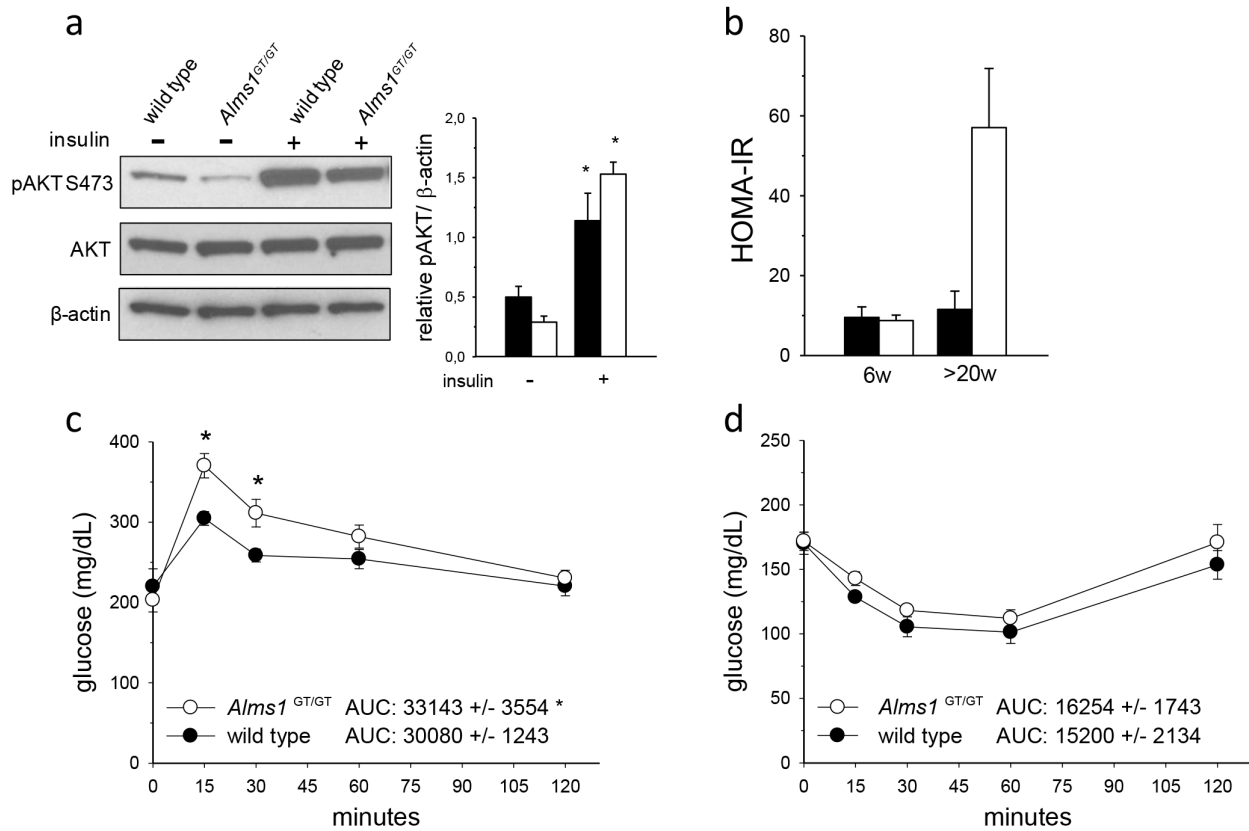 a
wild type
Alms1 GT/GT
wild type
Alms1 GT/GT
insulin - - + +
pAKT S473
AKT
β-actin
relative pAKT/ β-actin
2,0
1,5
1,0
0,5
0,0
* *
insulin - +
b
HOMA-IR
80
60
40
20
0
6w >20w
c
glucose (mg/dL)
400
300
200
100
0
* *
Alms1 GT/GT AUC: 33143 +/- 3554 *
wild type AUC: 30080 +/- 1243
0 15 30 45 60 75 90 105 120
minutes
d
glucose (mg/dL)
250
200
150
100
50
0
Alms1 GT/GT AUC: 16254 +/- 1743
wild type AUC: 15200 +/- 2134
0 15 30 45 60 75 90 105 120
minutes